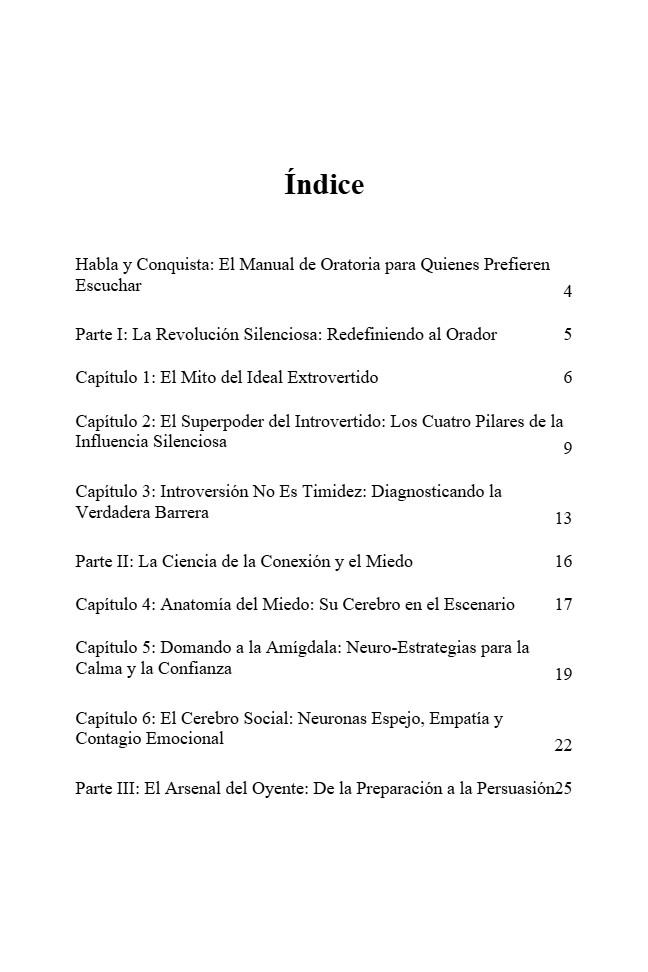 Índice
Habla y Conquista: El Manual de Oratoria para Quienes Prefieren
Escuchar 4
Parte I: La Revolución Silenciosa: Redefiniendo al Orador 5
Capítulo 1: El Mito del Ideal Extrovertido 6
Capítulo 2: El Superpoder del Introvertido: Los Cuatro Pilares de la
Influencia Silenciosa 9
Capítulo 3: Introversión No Es Timidez: Diagnosticando la
Verdadera Barrera 13
Parte II: La Ciencia de la Conexión y el Miedo 16
Capítulo 4: Anatomía del Miedo: Su Cerebro en el Escenario 17
Capítulo 5: Domando a la Amígdala: Neuro-Estrategias para la
Calma y la Confianza 19
Capítulo 6: El Cerebro Social: Neuronas Espejo, Empatía y
Contagio Emocional 22
Parte III: El Arsenal del Oyente: De la Preparación a la Persuasión25